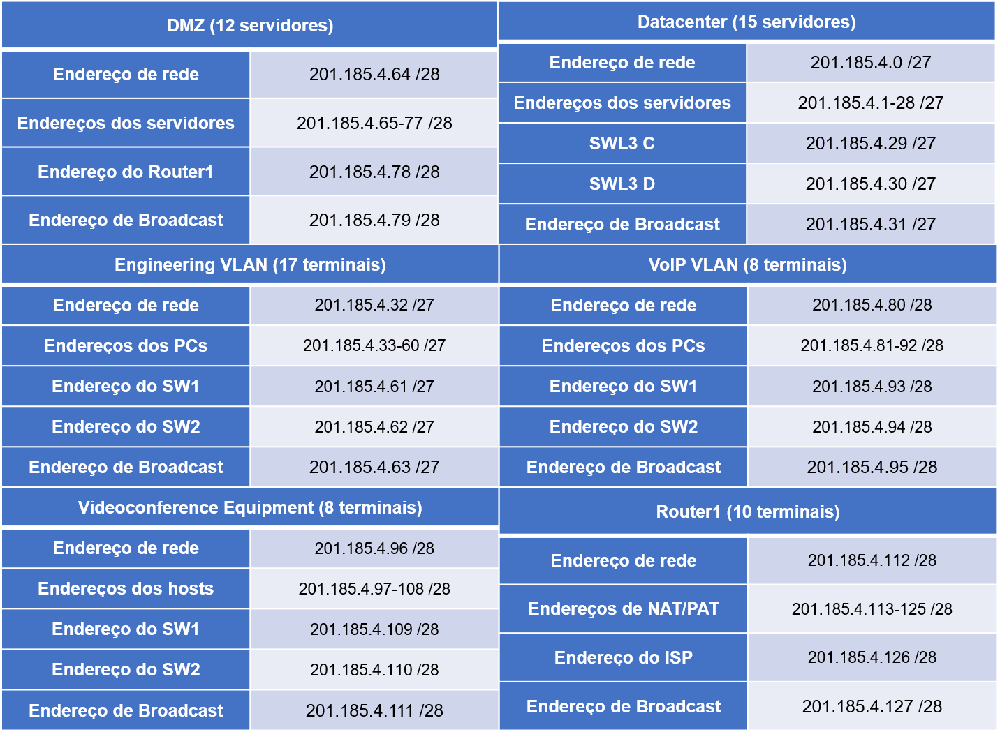 DMZ (12 servidores)
Endereço de rede 201.185.4.64 /28
Endereços dos servidores 201.185.4.65-77 /28
Endereço do Router1 201.185.4.78 /28
Endereço de Broadcast 201.185.4.79 /28
Datacenter (15 servidores)
Endereço de rede 201.185.4.0 /27
Endereços dos servidores 201.185.4.1-28 /27
SWL3 C 201.185.4.29 /27
SWL3 D 201.185.4.30 /27
Endereço de Broadcast 201.185.4.31 /27
Engineering VLAN (17 terminais)
Endereço de rede 201.185.4.32 /27
Endereços dos PCs 201.185.4.33-60 /27
Endereço do SW1 201.185.4.61 /27
Endereço do SW2 201.185.4.62 /27
Endereço de Broadcast 201.185.4.63 /27
VoIP VLAN (8 terminais)
Endereço de rede 201.185.4.80 /28
Endereços dos PCs 201.185.4.81-92 /28
Endereço do SW1 201.185.4.93 /28
Endereço do SW2 201.185.4.94 /28
Endereço de Broadcast 201.185.4.95 /28
Videoconference Equipment (8 terminais)
Endereço de rede 201.185.4.96 /28
Endereços dos hosts 201.185.4.97-108 /28
Endereço do SW1 201.185.4.109 /28
Endereço do SW2 201.185.4.110 /28
Endereço de Broadcast 201.185.4.111 /28
Router1 (10 terminais)
Endereço de rede 201.185.4.112 /28
Endereços de NAT/PAT 201.185.4.113-125 /28
Endereço do ISP 201.185.4.126 /28
Endereço de Broadcast 201.185.4.127 /28